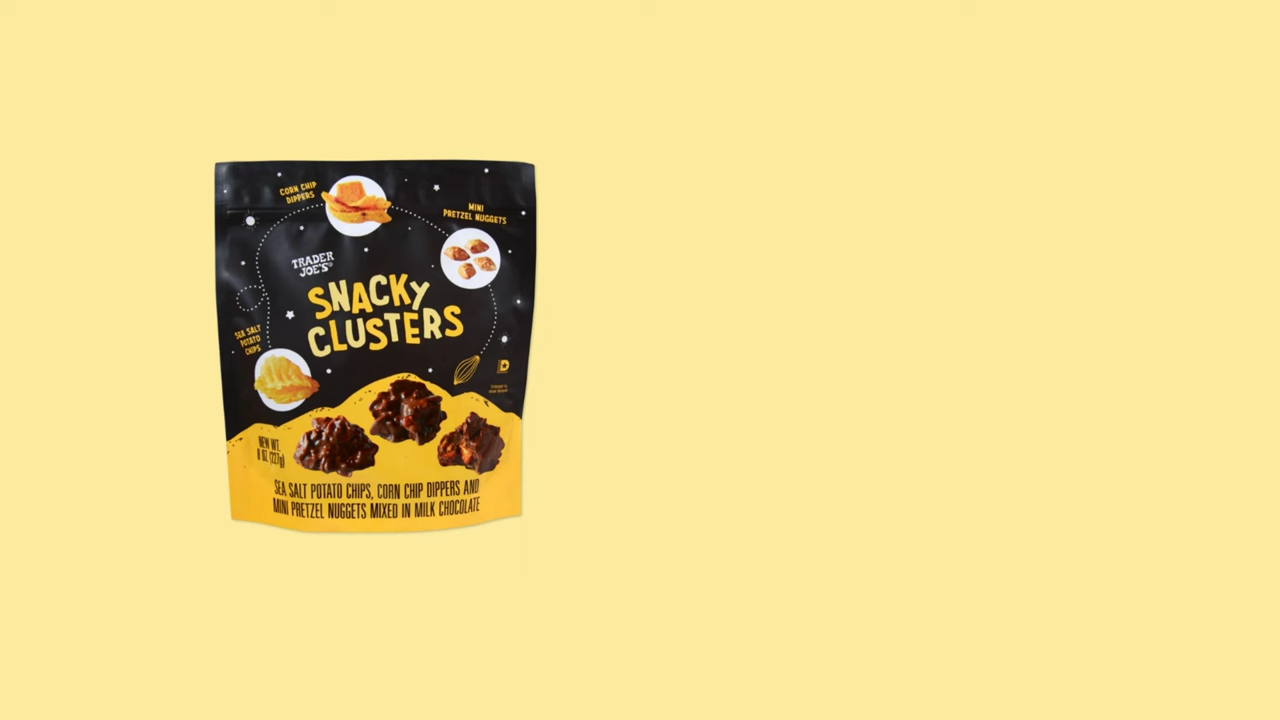 CORN CHIP
DIPPERS
MINI
PRETZEL NUGGETS
TRADER
JOE'S®
SNACKY
CLUSTERS
SEA SALT
POTATO
CHIPS
D
NEW WT.
8 OZ (227g)
SEA SALT POTATO CHIPS, CORN CHIP DIPPERS AND
MINI PRETZEL NUGGETS MIXED IN MILK CHOCOLATE